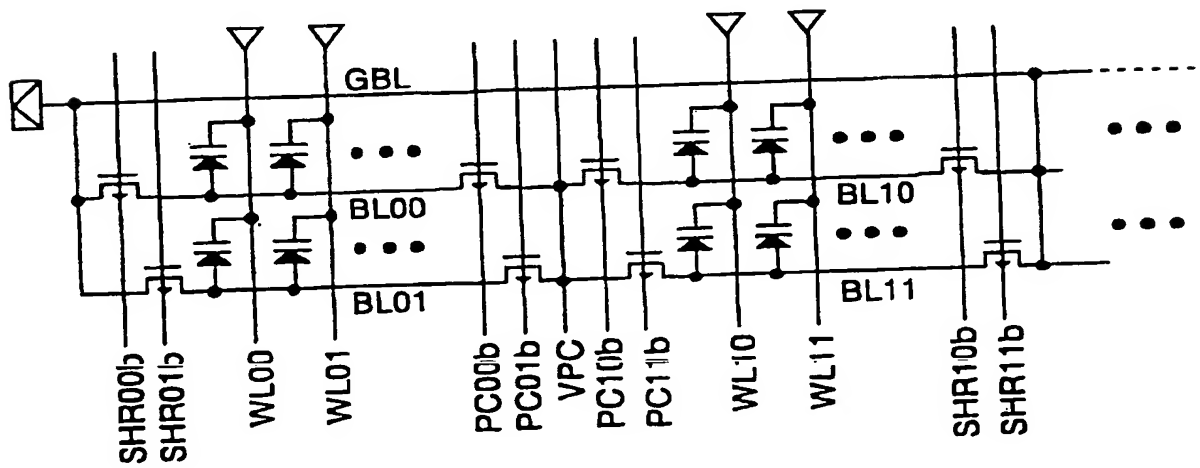 GBL
BL00
BL10
BL01
BL11
SHR00b
SHR01b
WL00
WL01
PC00b
PC01b
VPC
PC10b
PC11b
WL10
WL11
SHR10b
SHR11b